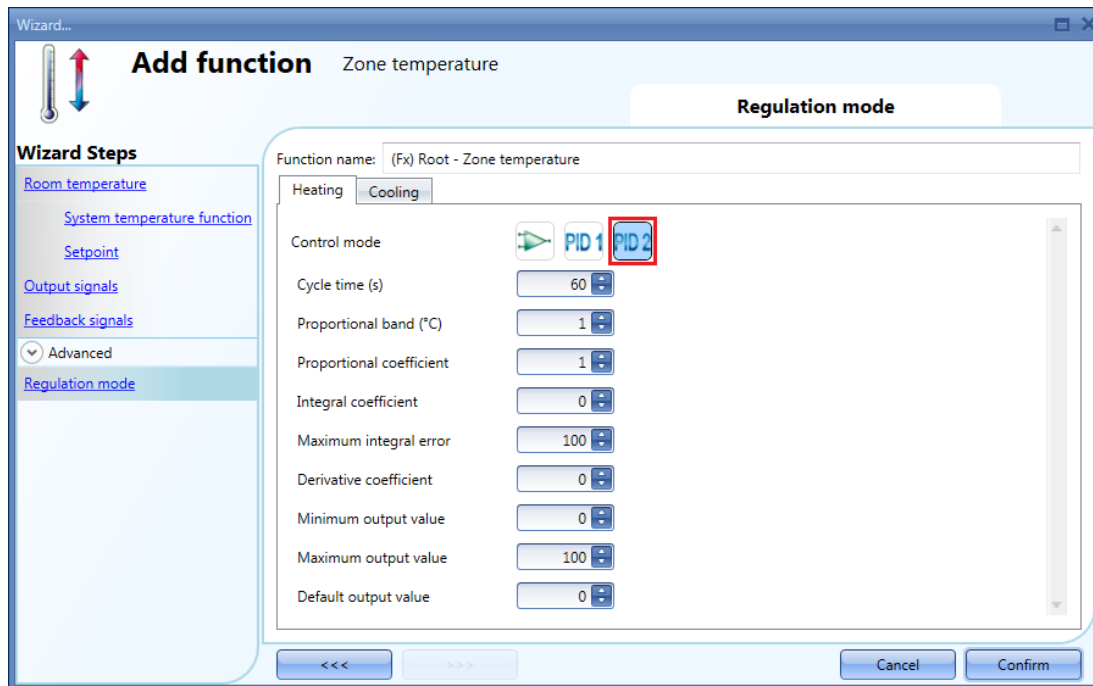 Wizard...
Add function Zone temperature
Regulation mode
Wizard Steps
Room temperature
System temperature function
Setpoint
Output signals
Feedback signals
Advanced
Regulation mode
Function name: (Fx) Root - Zone temperature
Heating Cooling
Control mode PID 1 PID 2
Cycle time (s) 60
Proportional band (°C) 1
Proportional coefficient 1
Integral coefficient 0
Maximum integral error 100
Derivative coefficient 0
Minimum output value 0
Maximum output value 100
Default output value 0
<<< >>> Cancel Confirm